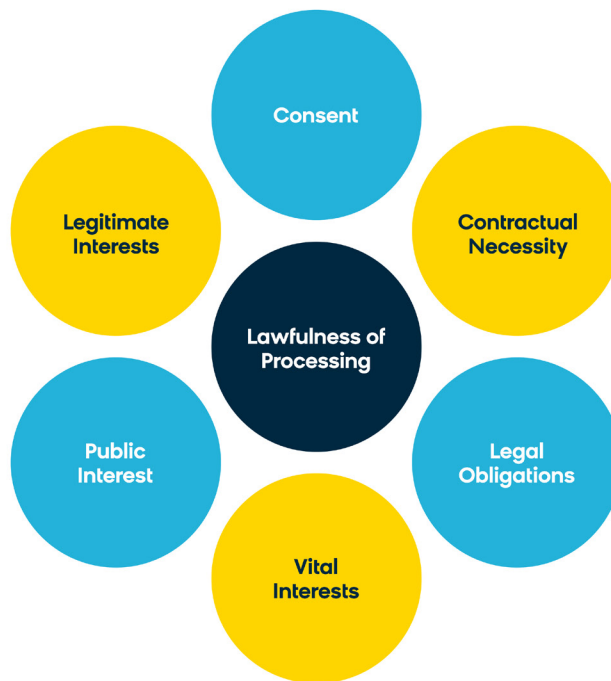 Consent
Legitimate
Interests
Contractual
Necessity
Lawfulness of
Processing
Public
Interest
Legal
Obligations
Vital
Interests